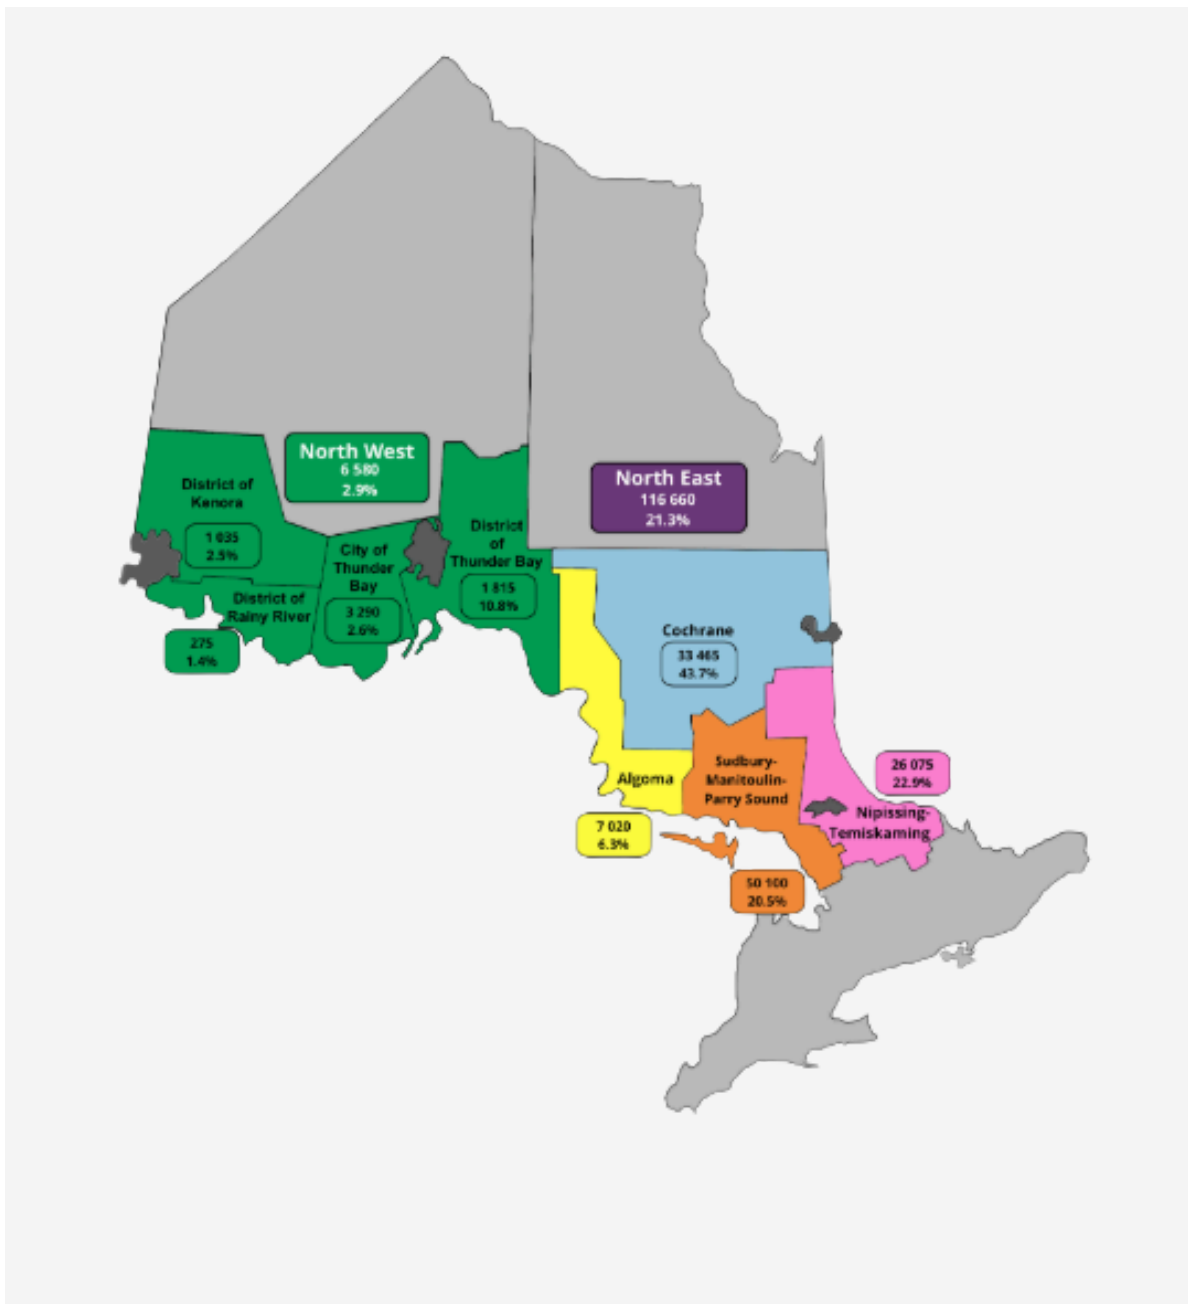 North West
6 580
2.9%
North East
116 660
21.3%
District of
Kenora
1 035
2.5%
City of
Thunder
Bay
3 290
2.6%
District
of
Thunder Bay
1 815
10.8%
District of
Rainy River
275
1.4%
Cochrane
33 465
43.7%
Algoma
7 020
6.3%
Sudbury-
Manitoulin-
Parry Sound
50 100
20.5%
26 075
22.9%
Nipissing-
Temiskaming